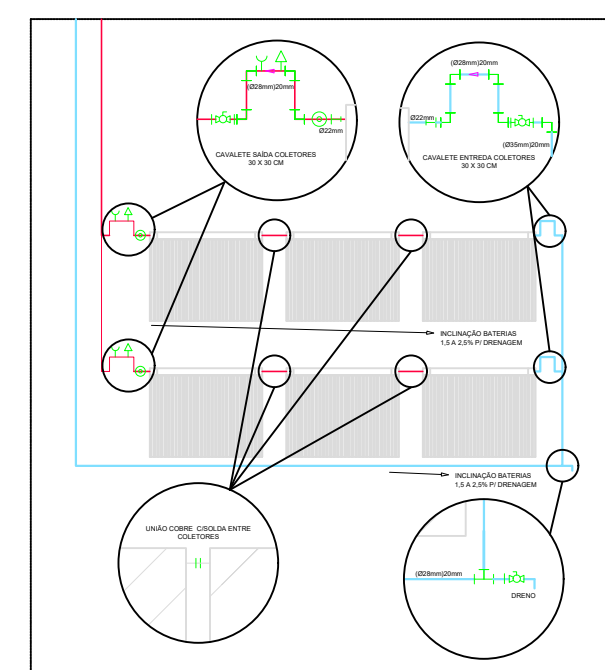 (Ø28mm)20mm
Ø22mm
CAVALETE SAÍDA COLETORES
30 X 30 CM
(Ø28mm)20mm
Ø22mm
(Ø35mm)20mm
CAVALETE ENTREDA COLETORES
30 X 30 CM
INCLINAÇÃO BATERIAS
1,5 A 2,5% P/ DRENAGEM
INCLINAÇÃO BATERIAS
1,5 A 2,5% P/ DRENAGEM
UNIÃO COBRE C/SOLDA ENTRE
COLETORES
(Ø28mm)20mm
DRENO